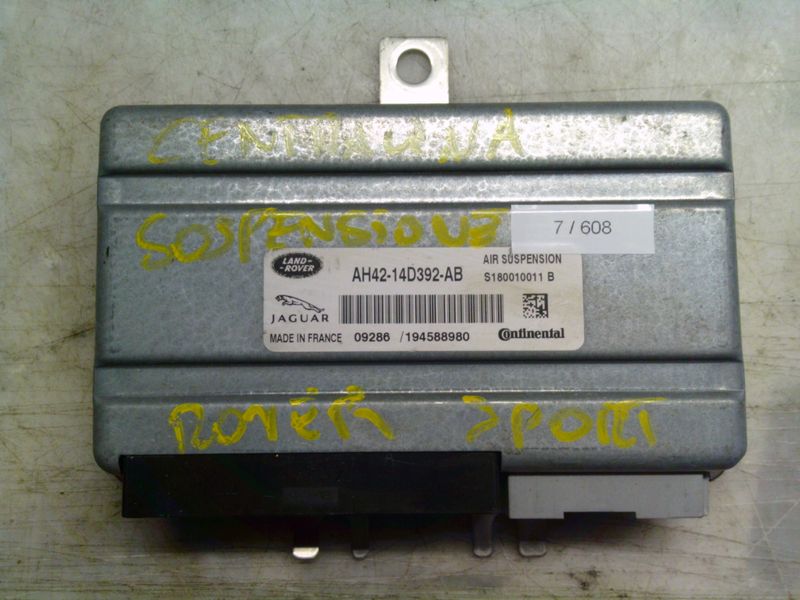 CENTRALINA
SOSPENSIONE
7 / 608
LAND-
ROVER
AH42-14D392-AB
AIR SUSPENSION
S180010011 B
JAGUAR
MADE IN FRANCE 09286 / 194588980 Continental
ROVER SPORT